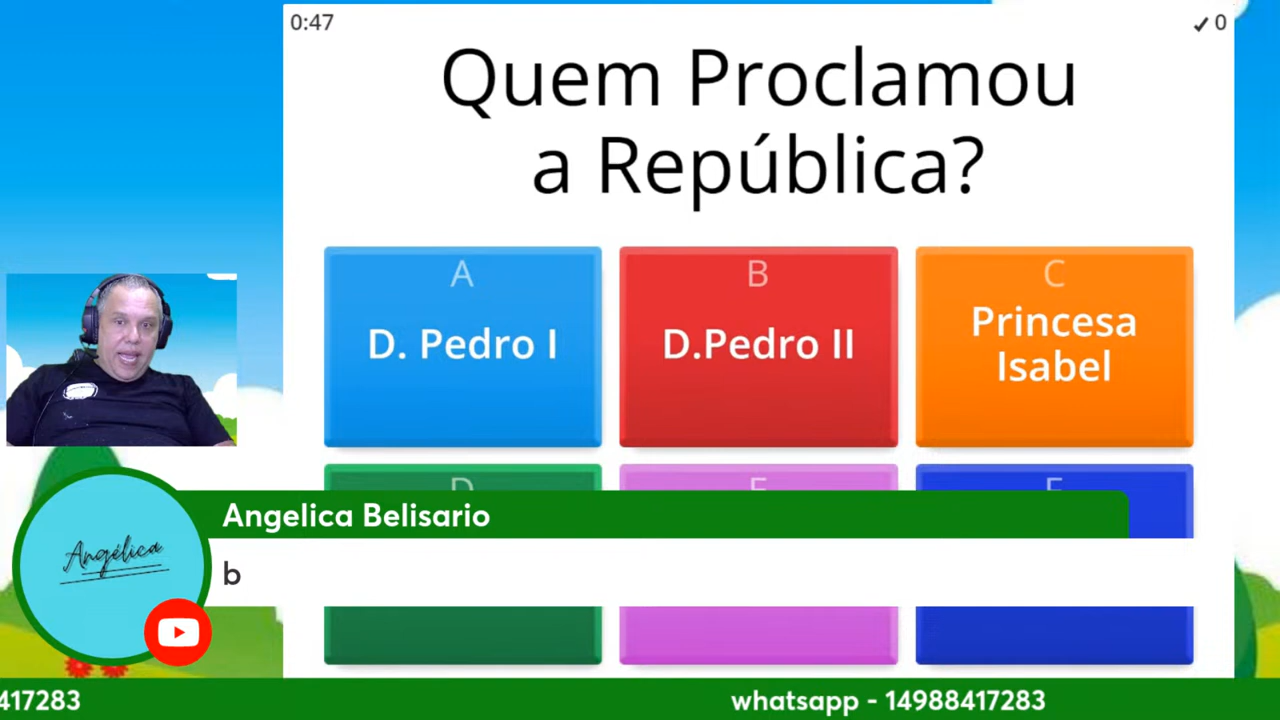 0:47
✓ 0
Quem Proclamou
a República?
A
D. Pedro I
B
D.Pedro II
C
Princesa
Isabel
D
E
F
Angelica Belisario
Angélica
b
417283
whatsapp - 14988417283